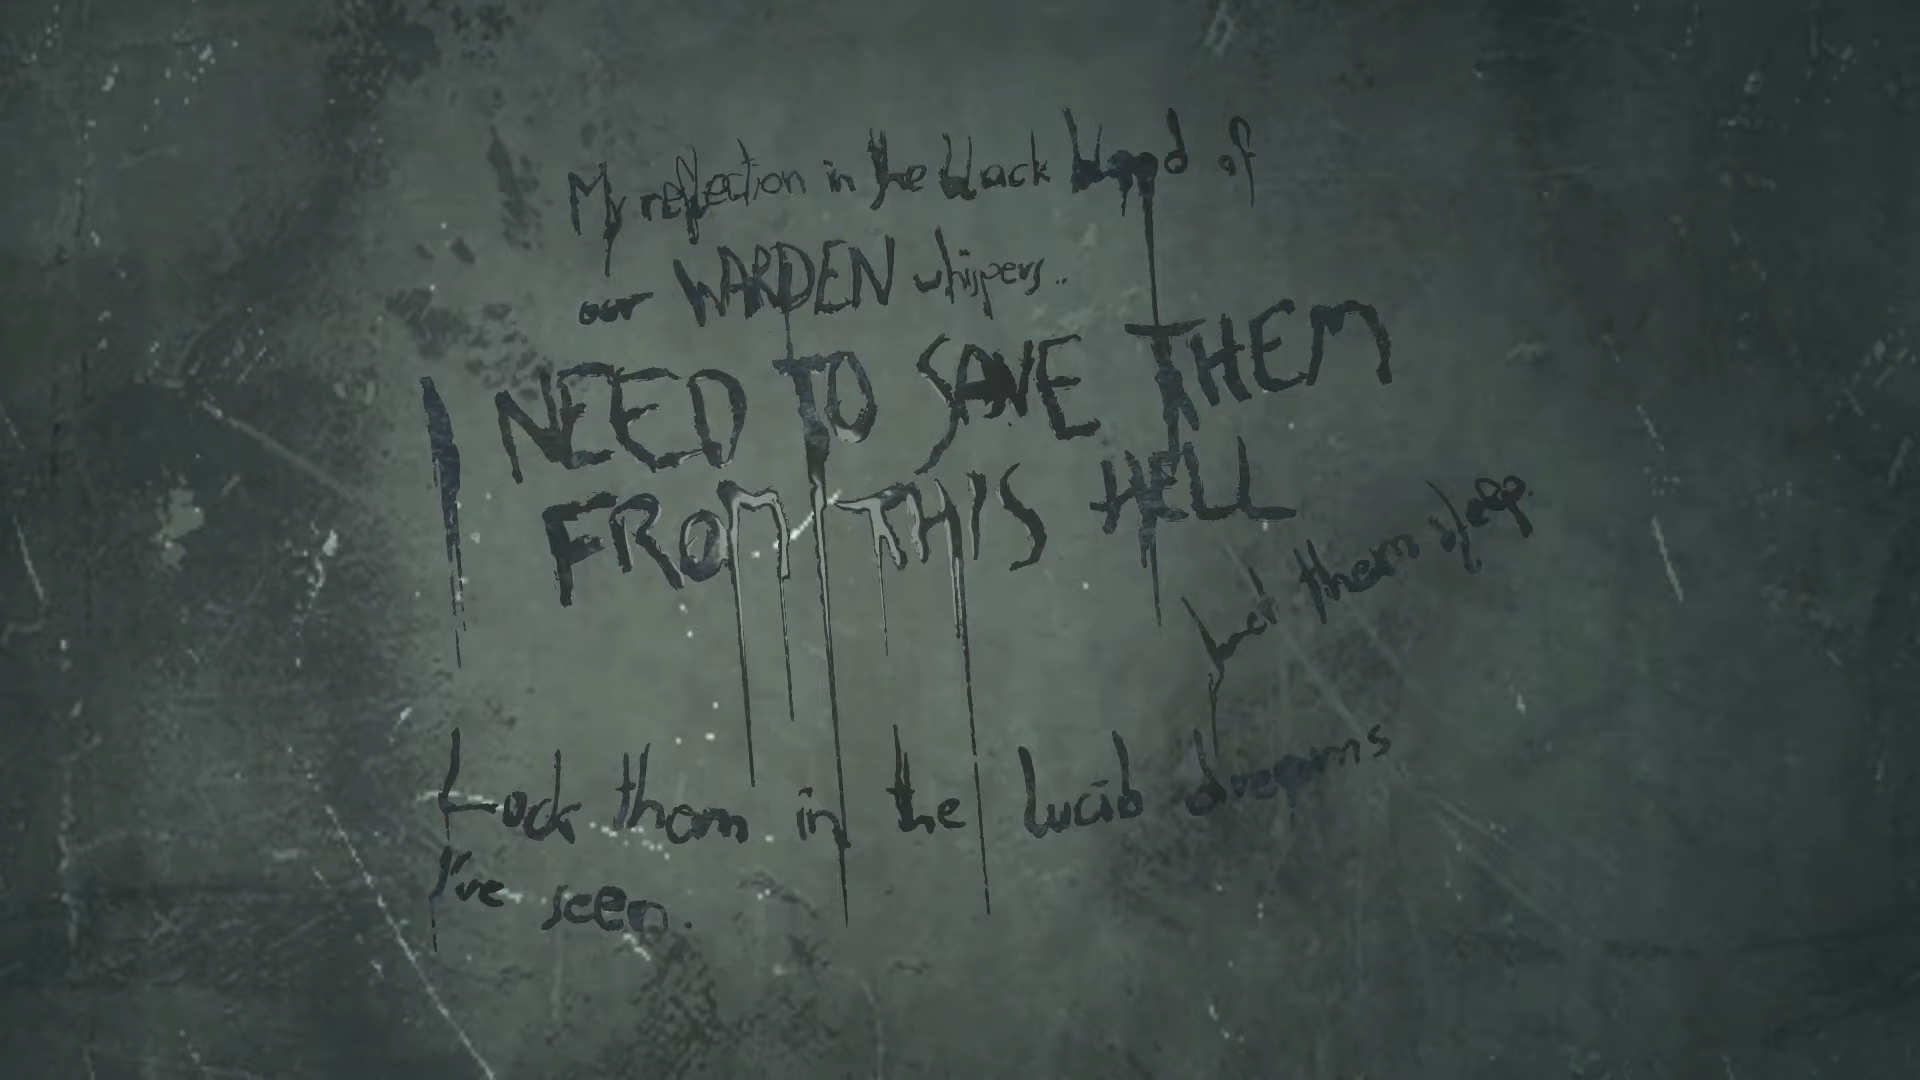 My reflection in the black blood of
our WARDEN whispers..
I NEED TO SAVE THEM
FROM THIS HELL
Let them sleep.
Lock them in the lucid dreams
I've seen.